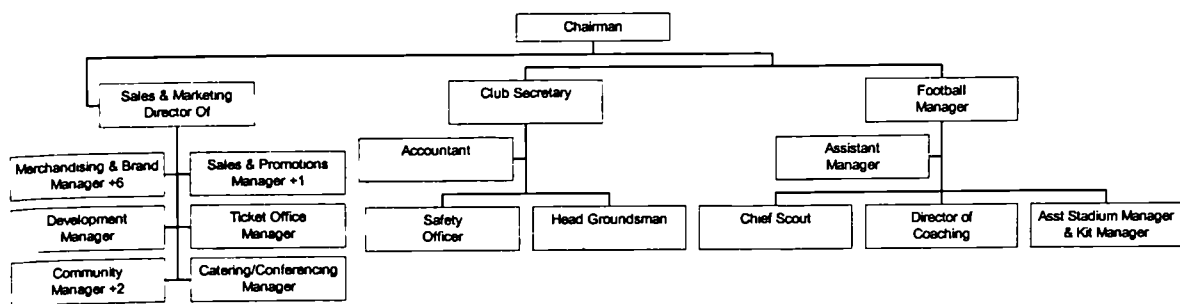 Chairman
Sales & Marketing
Director Of
Club Secretary
Football
Manager
Accountant
Assistant
Manager
Merchandising & Brand
Manager +6
Sales & Promotions
Manager +1
Development
Manager
Ticket Office
Manager
Community
Manager +2
Catering/Conferencing
Manager
Safety
Officer
Head Groundsman
Chief Scout
Director of
Coaching
Asst Stadium Manager
& Kit Manager